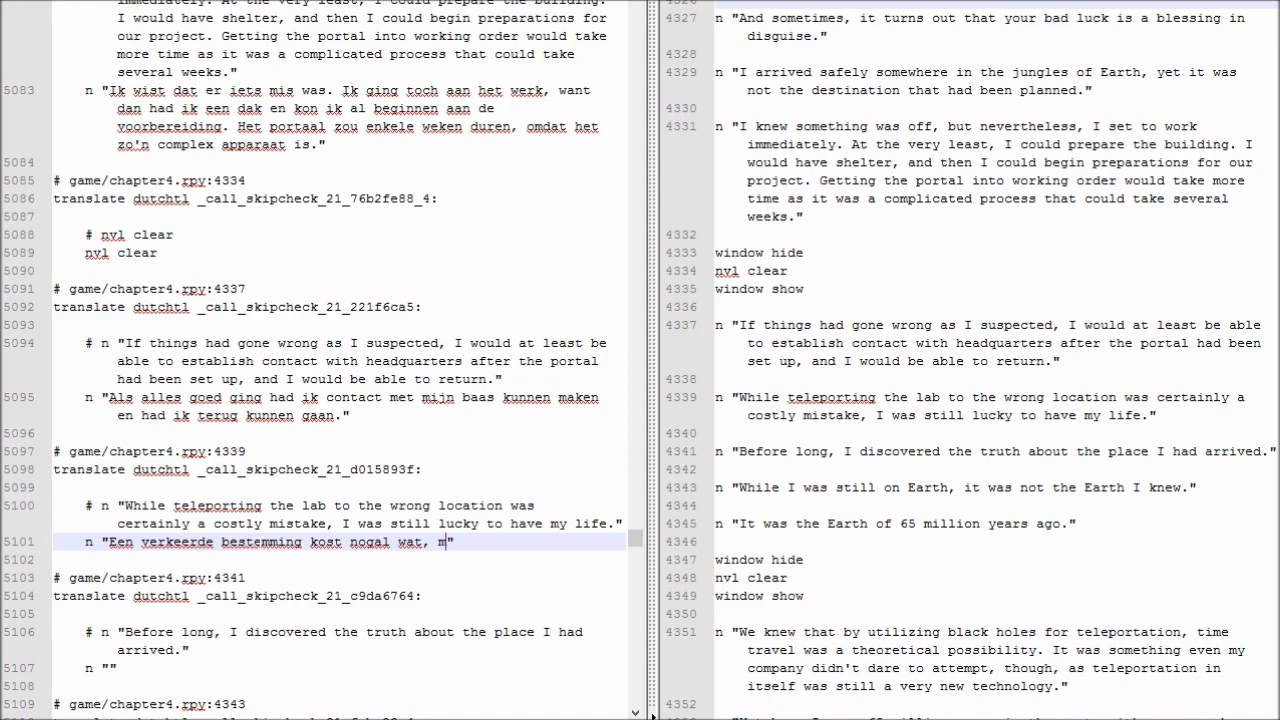 immediately. At the very least, I could prepare the building.
I would have shelter, and then I could begin preparations for
our project. Getting the portal into working order would take
more time as it was a complicated process that could take
several weeks."
5083 n "Ik wist dat er iets mis was. Ik ging toch aan het werk, want
dan had ik een dak en kon ik al beginnen aan de
voorbereiding. Het portaal zou enkele weken duren, omdat het
zo'n complex apparaat is."
5084
5085 # game/chapter4.rpy:4334
5086 translate dutchtl _call_skipcheck_21_76b2fe88_4:
5087
5088 # nvl clear
5089 nvl clear
5090
5091 # game/chapter4.rpy:4337
5092 translate dutchtl _call_skipcheck_21_221f6ca5:
5093
5094 # n "If things had gone wrong as I suspected, I would at least be
able to establish contact with headquarters after the portal
had been set up, and I would be able to return."
5095 n "Als alles goed ging had ik contact met mijn baas kunnen maken
en had ik terug kunnen gaan."
5096
5097 # game/chapter4.rpy:4339
5098 translate dutchtl _call_skipcheck_21_d015893f:
5099
5100 # n "While teleporting the lab to the wrong location was
certainly a costly mistake, I was still lucky to have my life."
5101 n "Een verkeerde bestemming kost nogal wat, m"
5102
5103 # game/chapter4.rpy:4341
5104 translate dutchtl _call_skipcheck_21_c9da6764:
5105
5106 # n "Before long, I discovered the truth about the place I had
arrived."
5107 n ""
5108
5109 # game/chapter4.rpy:4343
4327 n "And sometimes, it turns out that your bad luck is a blessing in
disguise."
4328
4329 n "I arrived safely somewhere in the jungles of Earth, yet it was
not the destination that had been planned."
4330
4331 n "I knew something was off, but nevertheless, I set to work
immediately. At the very least, I could prepare the building. I
would have shelter, and then I could begin preparations for our
project. Getting the portal into working order would take more
time as it was a complicated process that could take several
weeks."
4332
4333 window hide
4334 nvl clear
4335 window show
4336
4337 n "If things had gone wrong as I suspected, I would at least be able
to establish contact with headquarters after the portal had been
set up, and I would be able to return."
4338
4339 n "While teleporting the lab to the wrong location was certainly a
costly mistake, I was still lucky to have my life."
4340
4341 n "Before long, I discovered the truth about the place I had arrived."
4342
4343 n "While I was still on Earth, it was not the Earth I knew."
4344
4345 n "It was the Earth of 65 million years ago."
4346
4347 window hide
4348 nvl clear
4349 window show
4350
4351 n "We knew that by utilizing black holes for teleportation, time
travel was a theoretical possibility. It was something even my
company didn't dare to attempt, though, as teleportation in
itself was still a very new technology."
4352